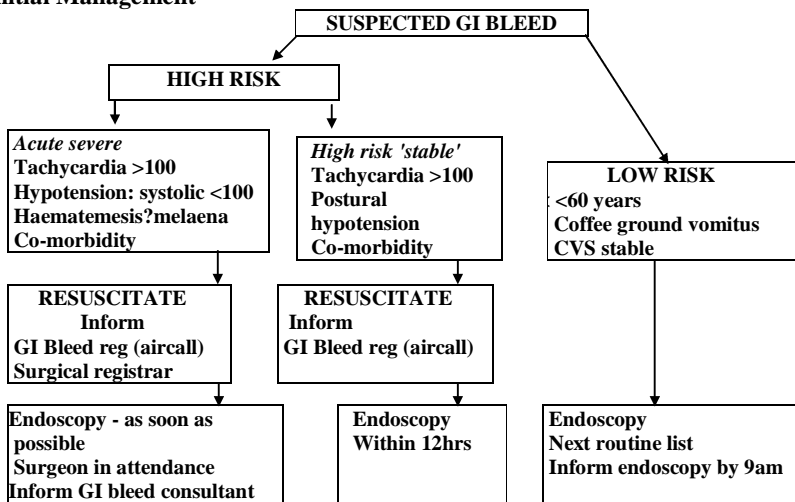 SUSPECTED GI BLEED
HIGH RISK
Acute severe
Tachycardia >100
Hypotension: systolic <100
Haematemesis?melaena
Co-morbidity
High risk 'stable'
Tachycardia >100
Postural
hypotension
Co-morbidity
LOW RISK
<60 years
Coffee ground vomitus
CVS stable
RESUSCITATE
Inform
GI Bleed reg (aircall)
Surgical registrar
RESUSCITATE
Inform
GI Bleed reg (aircall)
Endoscopy - as soon as
possible
Surgeon in attendance
Inform GI bleed consultant
Endoscopy
Within 12hrs
Endoscopy
Next routine list
Inform endoscopy by 9am